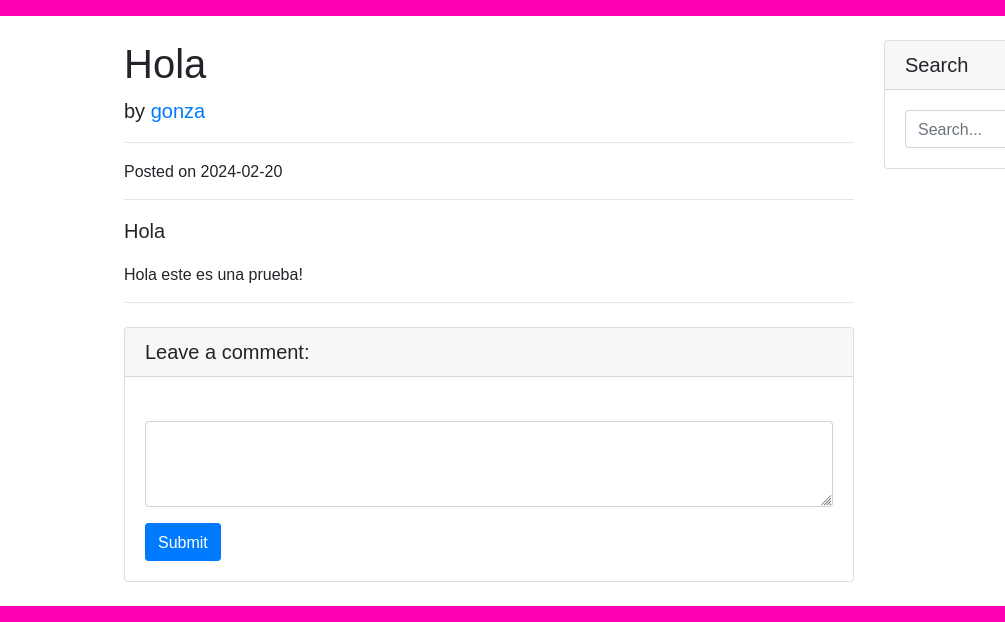 Hola
by gonza
Posted on 2024-02-20
Hola
Hola este es una prueba!
Leave a comment:
Submit
Search
Search...